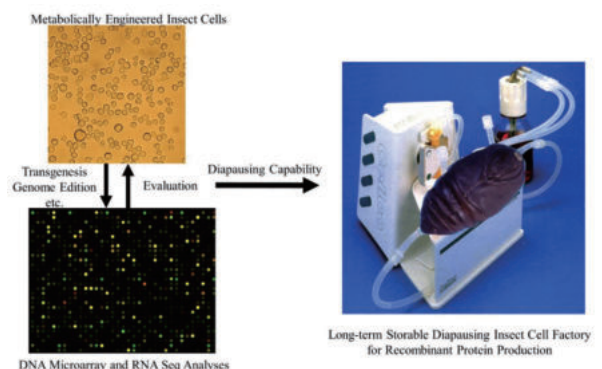 Metabolically Engineered Insect Cells
Transgenesis
Genome Edition
etc.
Evaluation
Diapausing Capability
DNA Microarray and RNA Seq Analyses
Long-term Storable Diapausing Insect Cell Factory
for Recombinant Protein Production